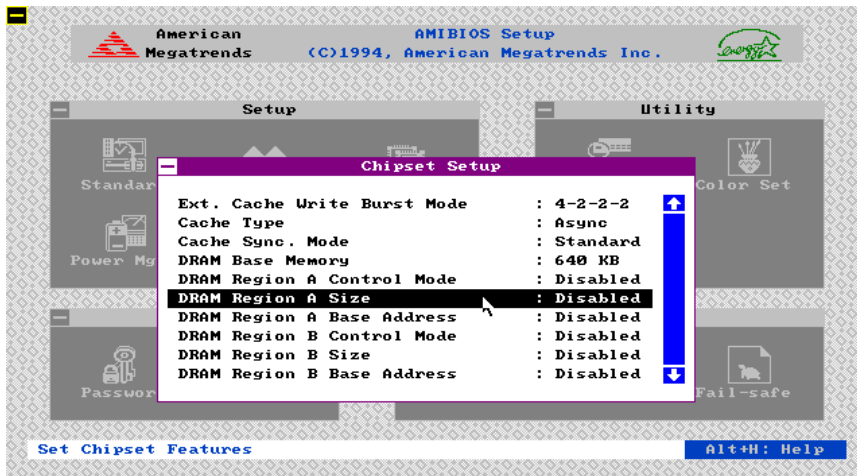 American
Megatrends
AMIBIOS Setup
(C)1994, American Megatrends Inc.
energy
Setup
Utility
Standar
Color Set
Power Mg
Passwor
Fail-safe
Chipset Setup
Ext. Cache Write Burst Mode : 4-2-2-2
Cache Type : Async
Cache Sync. Mode : Standard
DRAM Base Memory : 640 KB
DRAM Region A Control Mode : Disabled
DRAM Region A Size : Disabled
DRAM Region A Base Address : Disabled
DRAM Region B Control Mode : Disabled
DRAM Region B Size : Disabled
DRAM Region B Base Address : Disabled
Set Chipset Features
Alt+H: Help